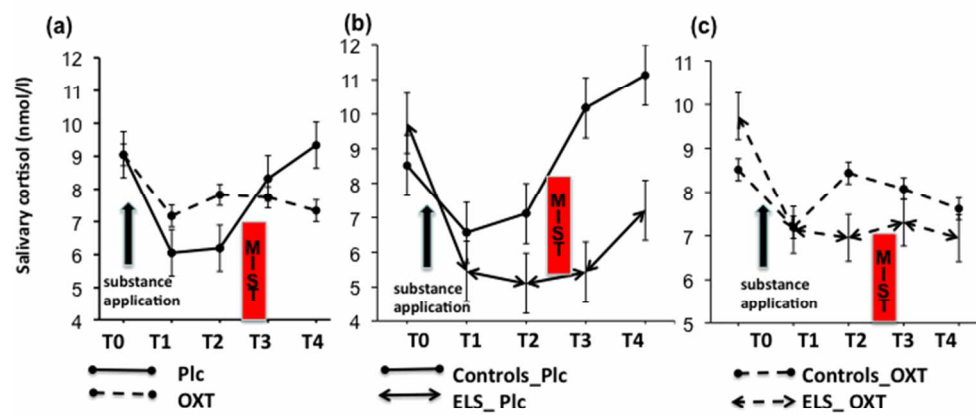 (a)
(b)
(c)
Salivary cortisol (nmol/l)
12
11
10
9
8
7
6
5
4
substance
application
MIST
T0 T1 T2 T3 T4
Plc
OXT
12
11
10
9
8
7
6
5
4
substance
application
MIST
T0 T1 T2 T3 T4
Controls_Plc
ELS_ Plc
11
10
9
8
7
6
5
substance
application
MIST
T0 T1 T2 T3 T4
Controls_OXT
ELS_OXT